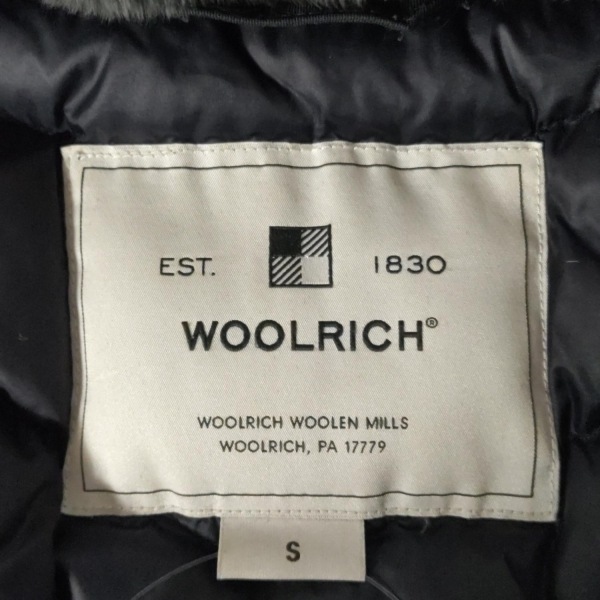 EST. 1830
WOOLRICH®
WOOLRICH WOOLEN MILLS
WOOLRICH, PA 17779
S